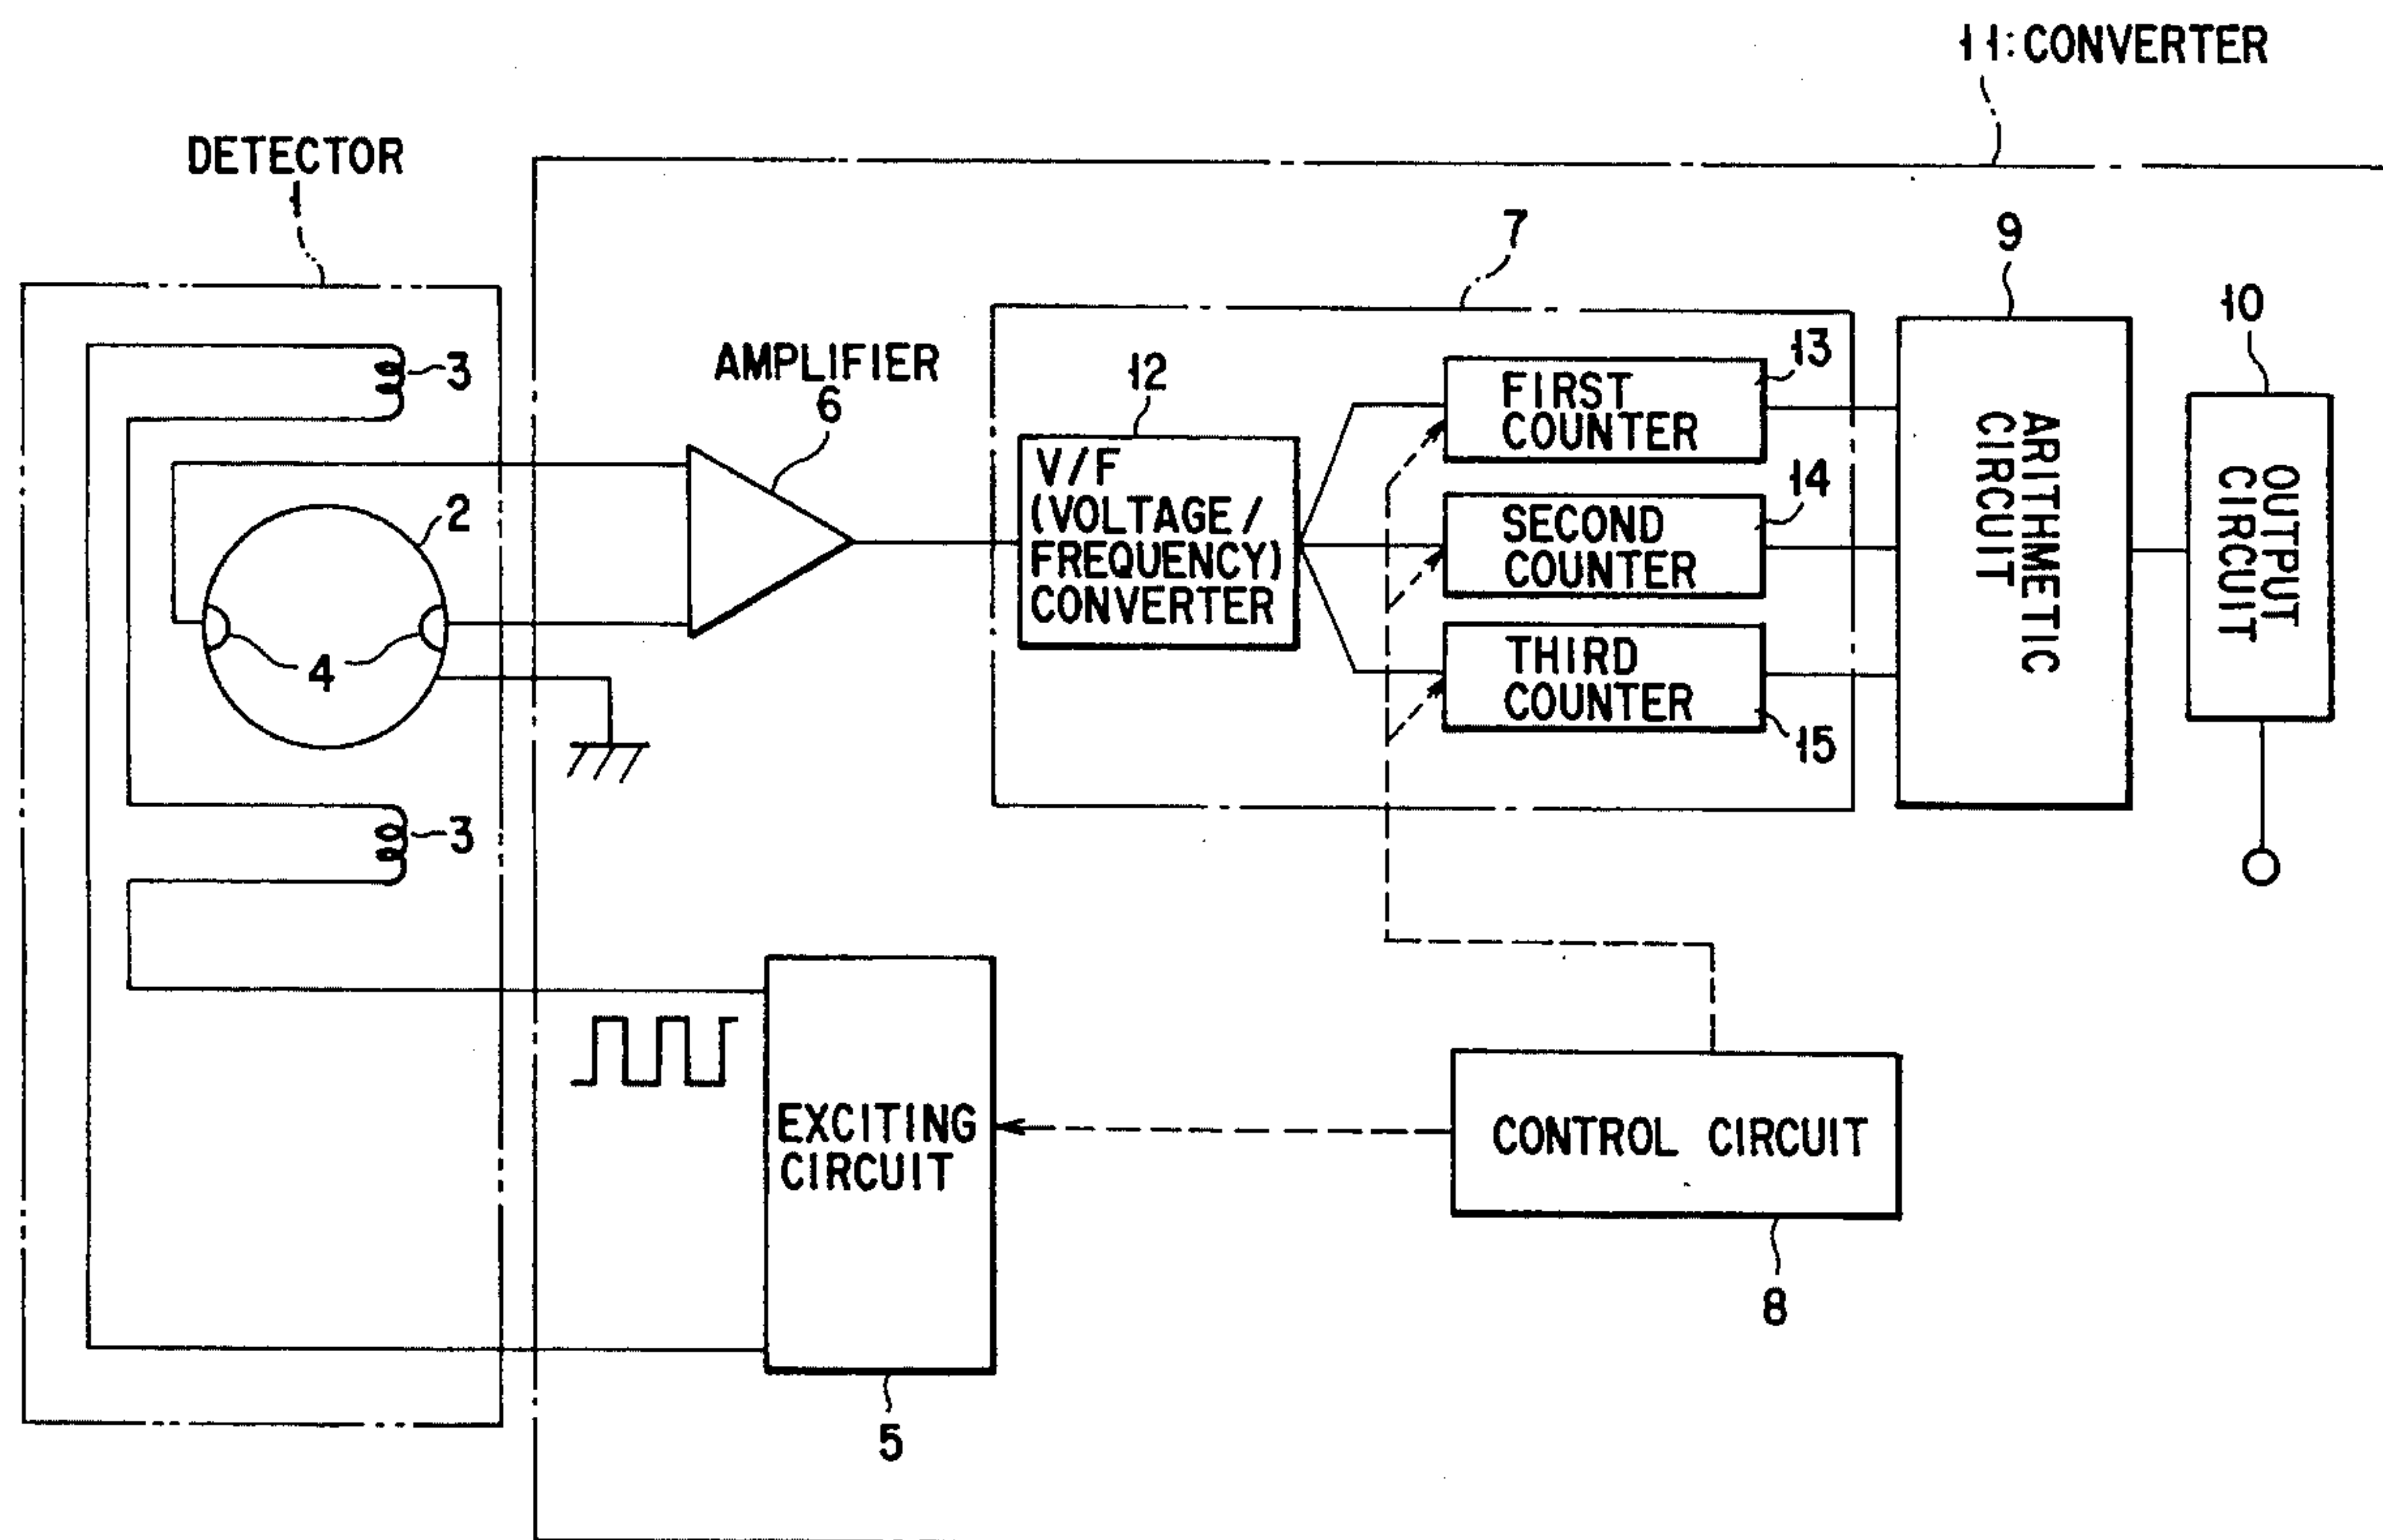 11:CONVERTER
DETECTOR
1
7
9
10
3
AMPLIFIER
6
12
13
FIRST
COUNTER
V/F
(VOLTAGE/
FREQUENCY)
CONVERTER
14
SECOND
COUNTER
2
4
THIRD
COUNTER
15
ARITHMETIC
CIRCUIT
OUTPUT
CIRCUIT
3
EXCITING
CIRCUIT
CONTROL CIRCUIT
8
5